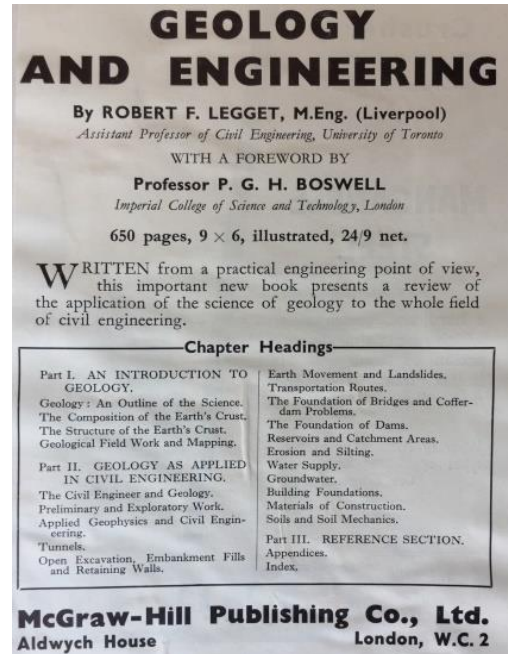 GEOLOGY
AND ENGINEERING
By ROBERT F. LEGGET, M.Eng. (Liverpool)
Assistant Professor of Civil Engineering, University of Toronto
WITH A FOREWORD BY
Professor P. G. H. BOSWELL
Imperial College of Science and Technology, London
650 pages, 9 × 6, illustrated, 24/9 net.
WRITTEN from a practical engineering point of view,
this important new book presents a review of
the application of the science of geology to the whole field
of civil engineering.
Chapter Headings
Part I. AN INTRODUCTION TO
GEOLOGY.
Geology: An Outline of the Science.
The Composition of the Earth's Crust.
The Structure of the Earth's Crust.
Geological Field Work and Mapping.
Part II. GEOLOGY AS APPLIED
IN CIVIL ENGINEERING.
The Civil Engineer and Geology.
Preliminary and Exploratory Work.
Applied Geophysics and Civil Engin-
eering.
Tunnels.
Open Excavation, Embankment Fills
and Retaining Walls.
Earth Movement and Landslides.
Transportation Routes.
The Foundation of Bridges and Coffer-
dam Problems.
The Foundation of Dams.
Reservoirs and Catchment Areas.
Erosion and Silting.
Water Supply.
Groundwater.
Building Foundations.
Materials of Construction.
Soils and Soil Mechanics.
Part III. REFERENCE SECTION.
Appendices.
Index.
McGraw-Hill Publishing Co., Ltd.
Aldwych House London, W.C. 2